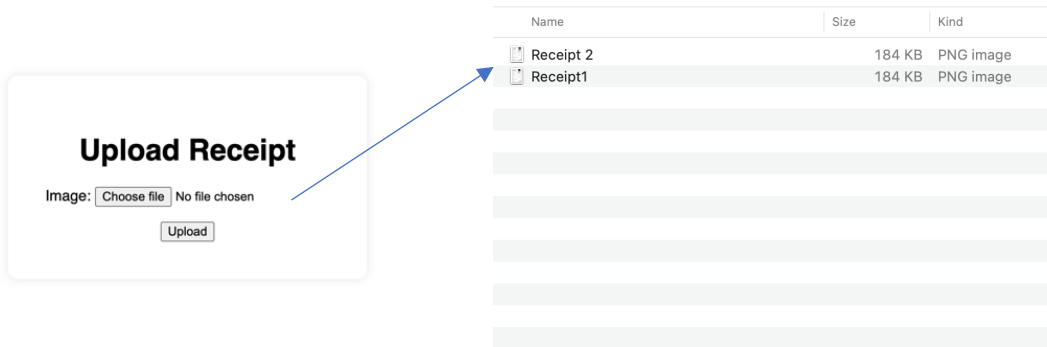 Upload Receipt
Image: Choose file No file chosen
Upload
Name Size Kind
Receipt 2 184 KB PNG image
Receipt1 184 KB PNG image